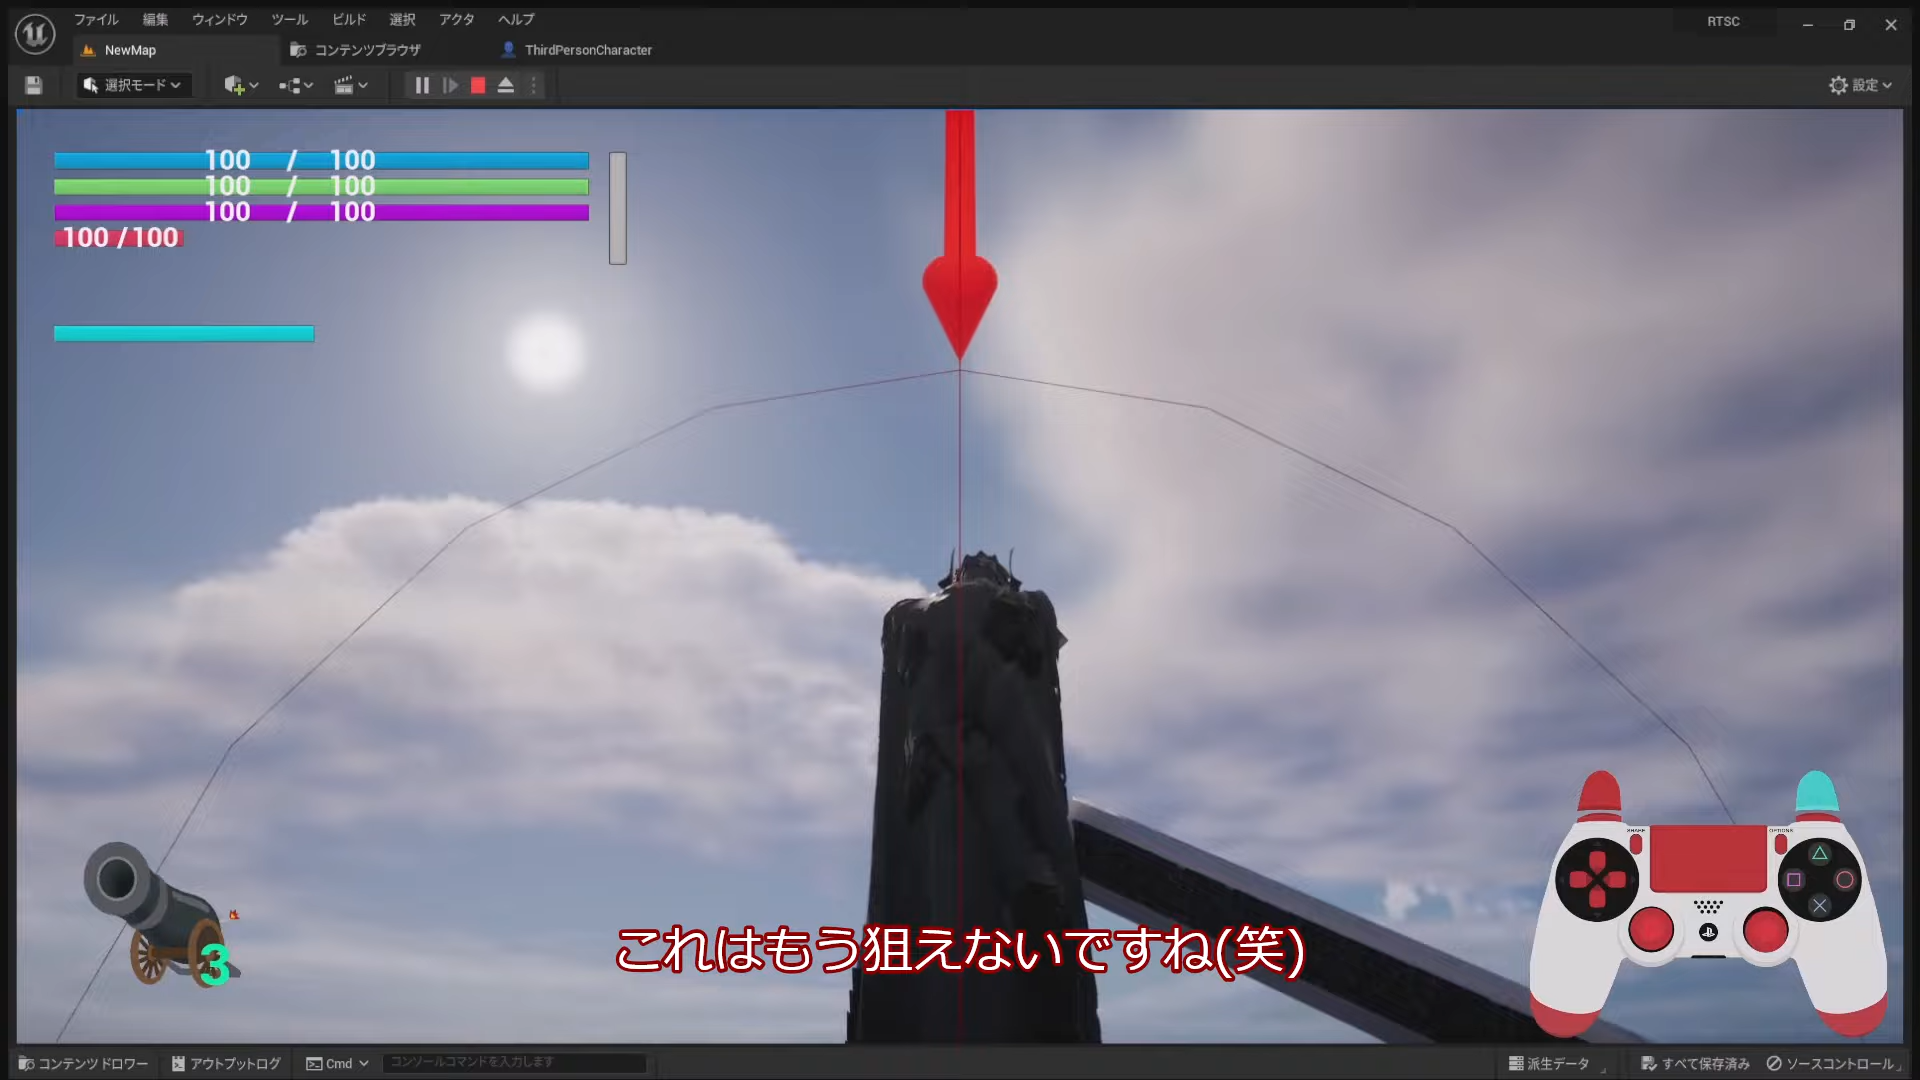 ファイル 編集 ウィンドウ ツール ビルド 選択 アクタ ヘルプ
RTSC
NewMap
コンテンツブラウザ
ThirdPersonCharacter
選択モード
設定
100 / 100
100 / 100
100 / 100
100 / 100
SHARE
OPTIONS
3
これはもう狙えないですね(笑)
コンテンツドロワー
アウトプットログ
Cmd
コンソールコマンドを入力します
派生データ
すべて保存済み
ソースコントロール